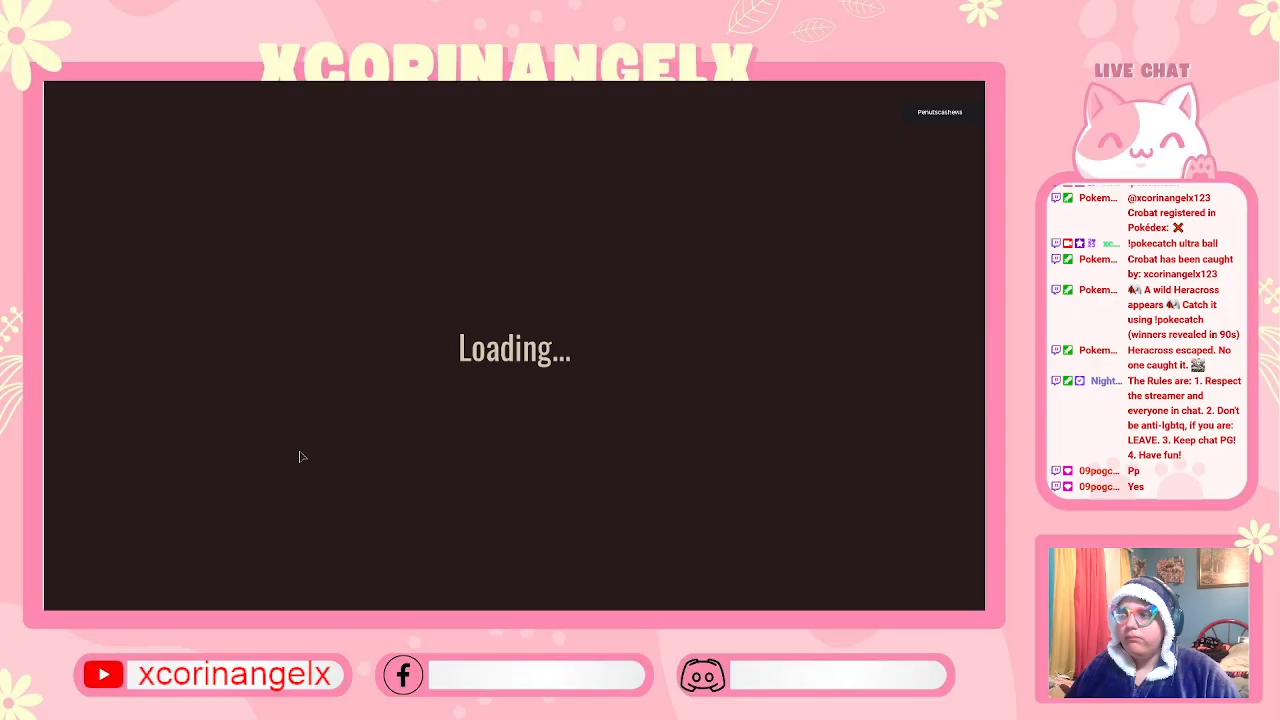 XCORINANGELX
LIVE CHAT
Penutscashews
Loading...
Pokem... @xcorinangelx123
Crobat registered in
Pokédex:
xc... !pokecatch ultra ball
Pokem... Crobat has been caught
by: xcorinangelx123
Pokem... A wild Heracross
appears Catch it
using !pokecatch
(winners revealed in 90s)
Pokem... Heracross escaped. No
one caught it.
Night... The Rules are: 1. Respect
the streamer and
everyone in chat. 2. Don't
be anti-lgbtq, if you are:
LEAVE. 3. Keep chat PG!
4. Have fun!
09pogc... Pp
09pogc... Yes
xcorinangelx